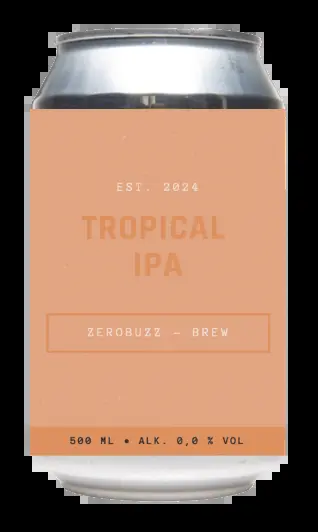 EST. 2024
TROPICAL
IPA
ZEROBUZZ – BREW
500 ML • ALK. 0,0 % VOL